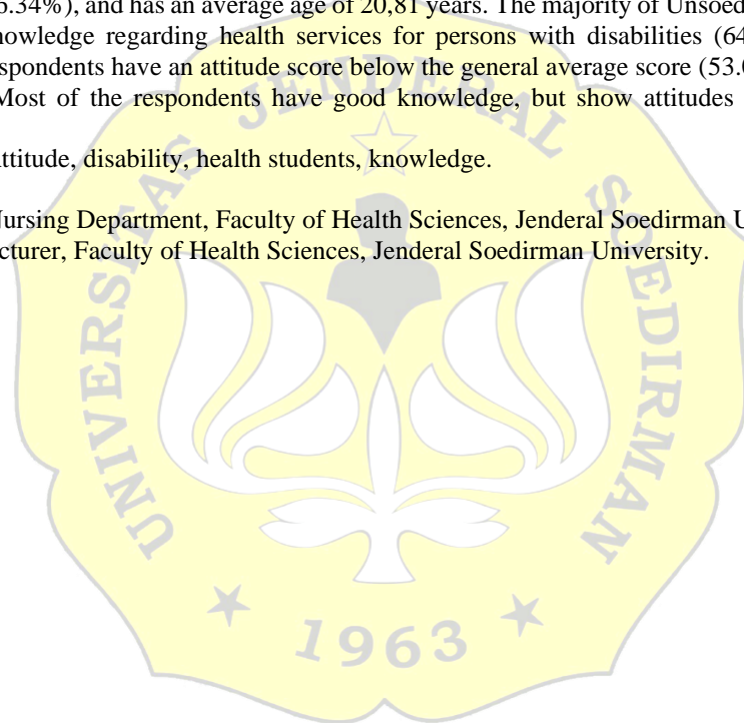 6.34%), and has an average age of 20,81 years. The majority of Unsoed
nowledge regarding health services for persons with disabilities (64
spondents have an attitude score below the general average score (53.0
Most of the respondents have good knowledge, but show attitudes
ttitude, disability, health students, knowledge.
Nursing Department, Faculty of Health Sciences, Jenderal Soedirman U
cturer, Faculty of Health Sciences, Jenderal Soedirman University.
UNIVERSITAS JENDERAL SOEDIRMAN
1963